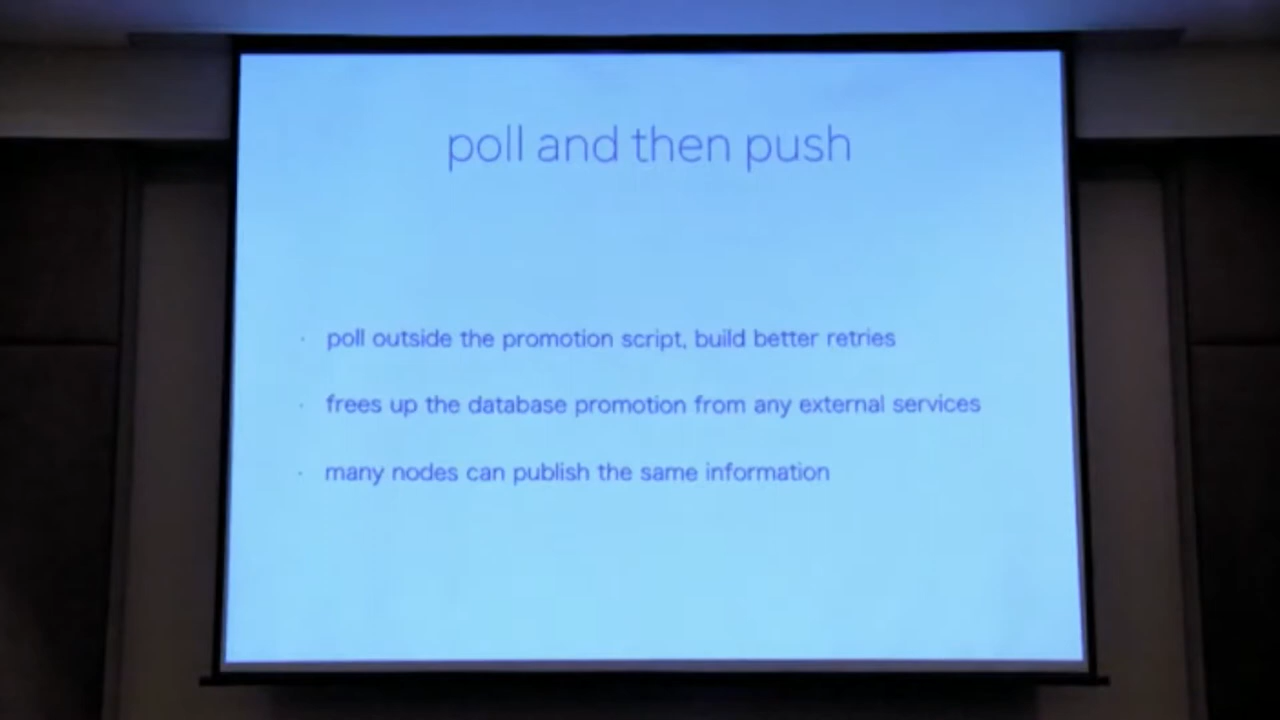 poll and then push
· poll outside the promotion script, build better retries
· frees up the database promotion from any external services
· many nodes can publish the same information